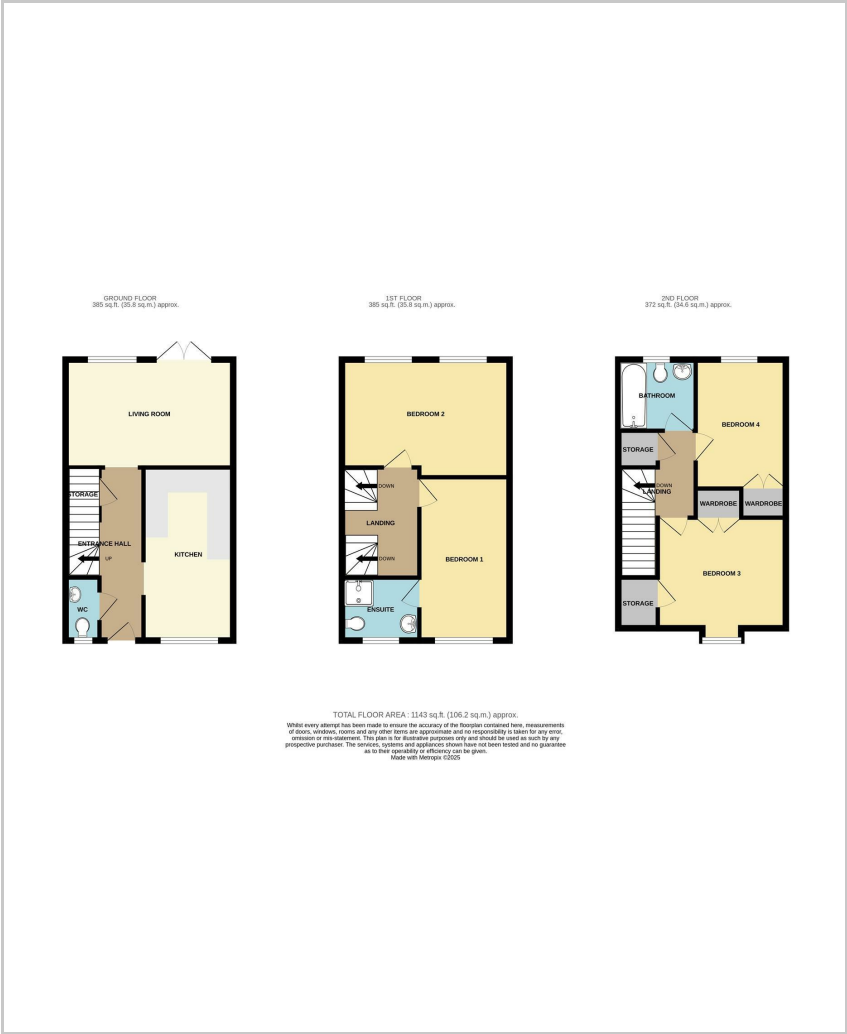 GROUND FLOOR
385 sq.ft. (35.8 sq.m.) approx.
LIVING ROOM
STORAGE
ENTRANCE HALL
UP
KITCHEN
WC
1ST FLOOR
385 sq.ft. (35.8 sq.m.) approx.
BEDROOM 2
DOWN
LANDING
DOWN
BEDROOM 1
ENSUITE
2ND FLOOR
372 sq.ft. (34.6 sq.m.) approx.
BATHROOM
BEDROOM 4
STORAGE
DOWN
LANDING
WARDROBE
WARDROBE
BEDROOM 3
STORAGE
TOTAL FLOOR AREA : 1143 sq.ft. (106.2 sq.m.) approx.
Whilst every attempt has been made to ensure the accuracy of the floorplan contained here, measurements
of doors, windows, rooms and any other items are approximate and no responsibility is taken for any error,
omission or mis-statement. This plan is for illustrative purposes only and should be used as such by any
prospective purchaser. The services, systems and appliances shown have not been tested and no guarantee
as to their operability or efficiency can be given.
Made with Metropix ©2025